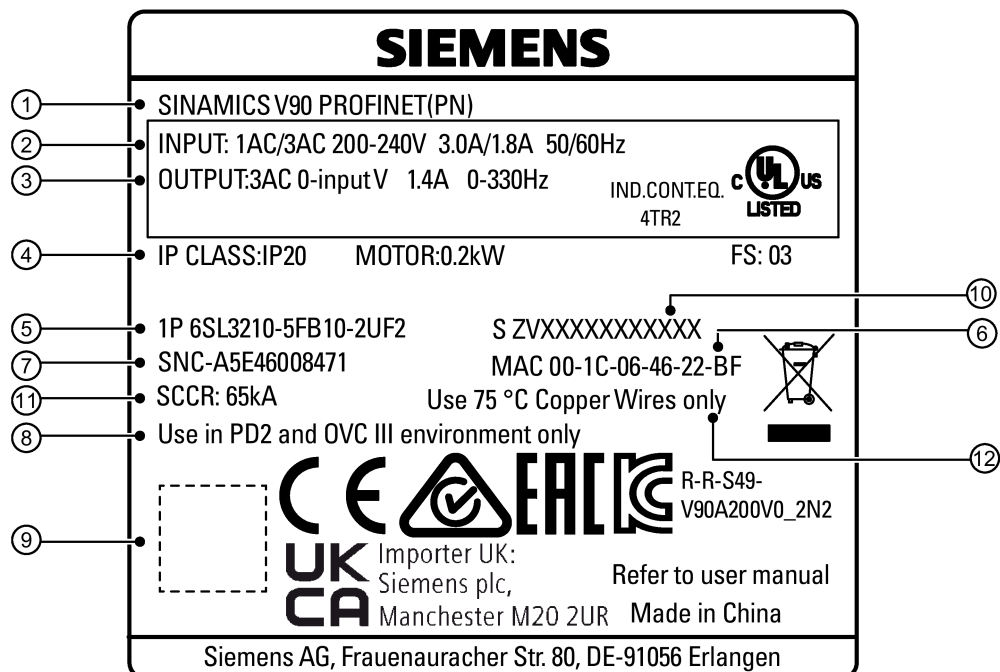 SIEMENS
① SINAMICS V90 PROFINET(PN)
② INPUT: 1AC/3AC 200-240V 3.0A/1.8A 50/60Hz
③ OUTPUT:3AC 0-input V 1.4A 0-330Hz
IND.CONT.EQ.
4TR2
C UL US
LISTED
④ IP CLASS:IP20 MOTOR:0.2kW FS: 03
⑩
⑤ 1P 6SL3210-5FB10-2UF2 S ZVXXXXXXXXXXX
⑥
⑦ SNC-A5E46008471 MAC 00-1C-06-46-22-BF
⑪ SCCR: 65kA Use 75 °C Copper Wires only
⑧ Use in PD2 and OVC III environment only
⑫
CE EAC KC
R-R-S49-
V90A200V0_2N2
⑨
UK
CA
Importer UK:
Siemens plc,
Manchester M20 2UR
Refer to user manual
Made in China
Siemens AG, Frauenauracher Str. 80, DE-91056 Erlangen